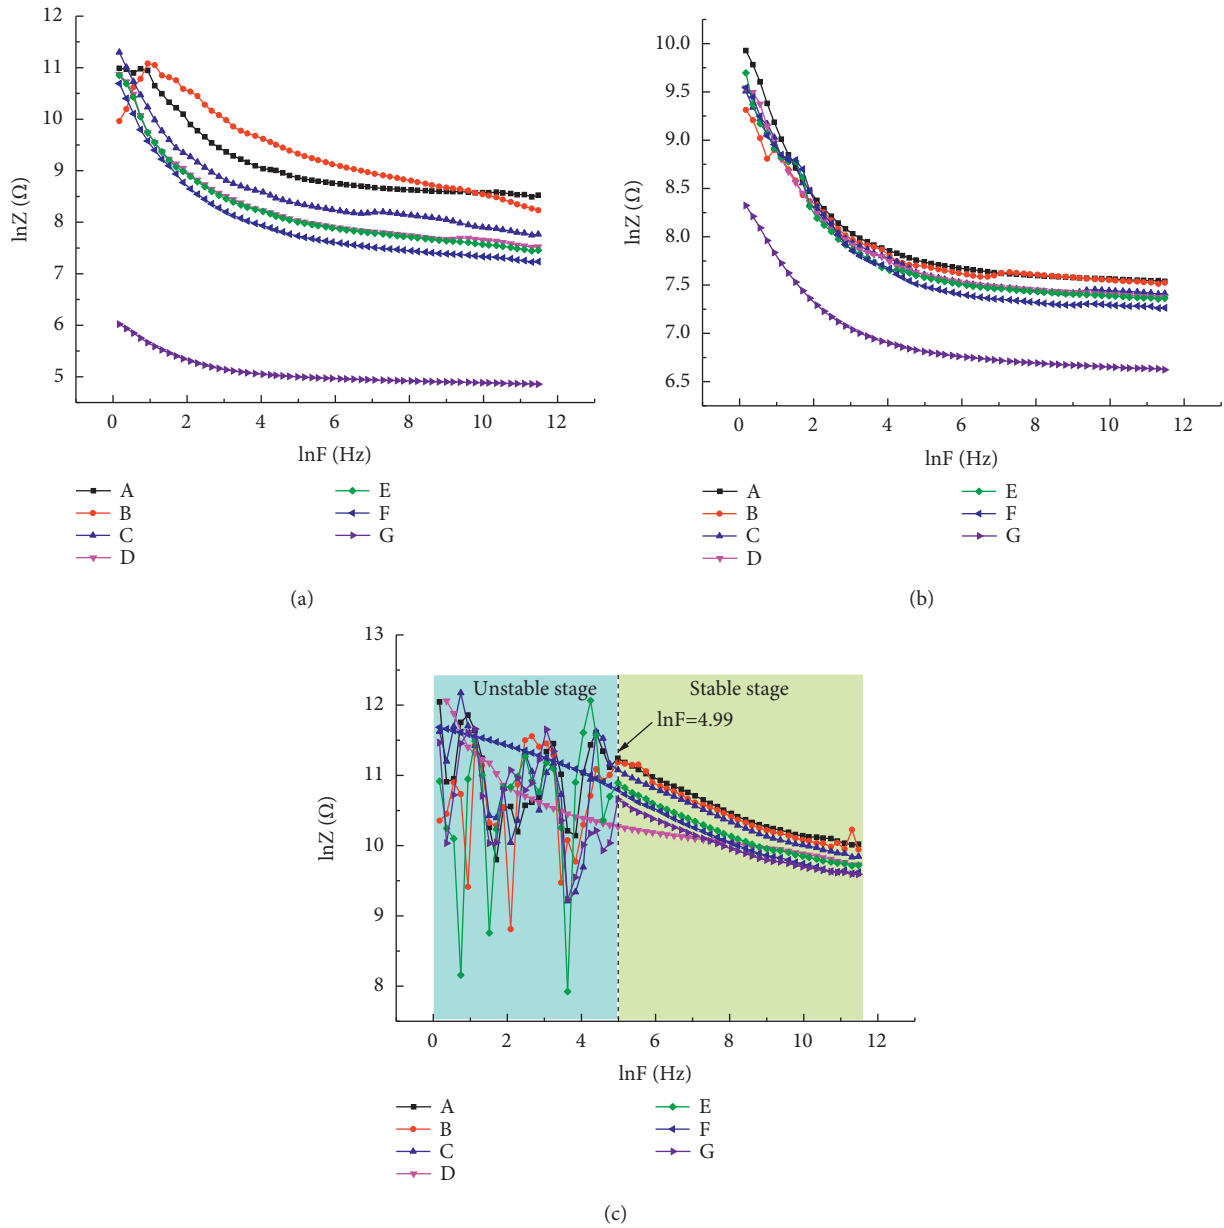 12
11
10
9
8
7
6
5
lnZ (Ω)
0 2 4 6 8 10 12
lnF (Hz)
A
B
C
D
E
F
G
(a)
10.0
9.5
9.0
8.5
8.0
7.5
7.0
6.5
lnZ (Ω)
0 2 4 6 8 10 12
lnF (Hz)
A
B
C
D
E
F
G
(b)
13
12
11
10
9
8
lnZ (Ω)
Unstable stage
Stable stage
lnF=4.99
0 2 4 6 8 10 12
lnF (Hz)
A
B
C
D
E
F
G
(c)